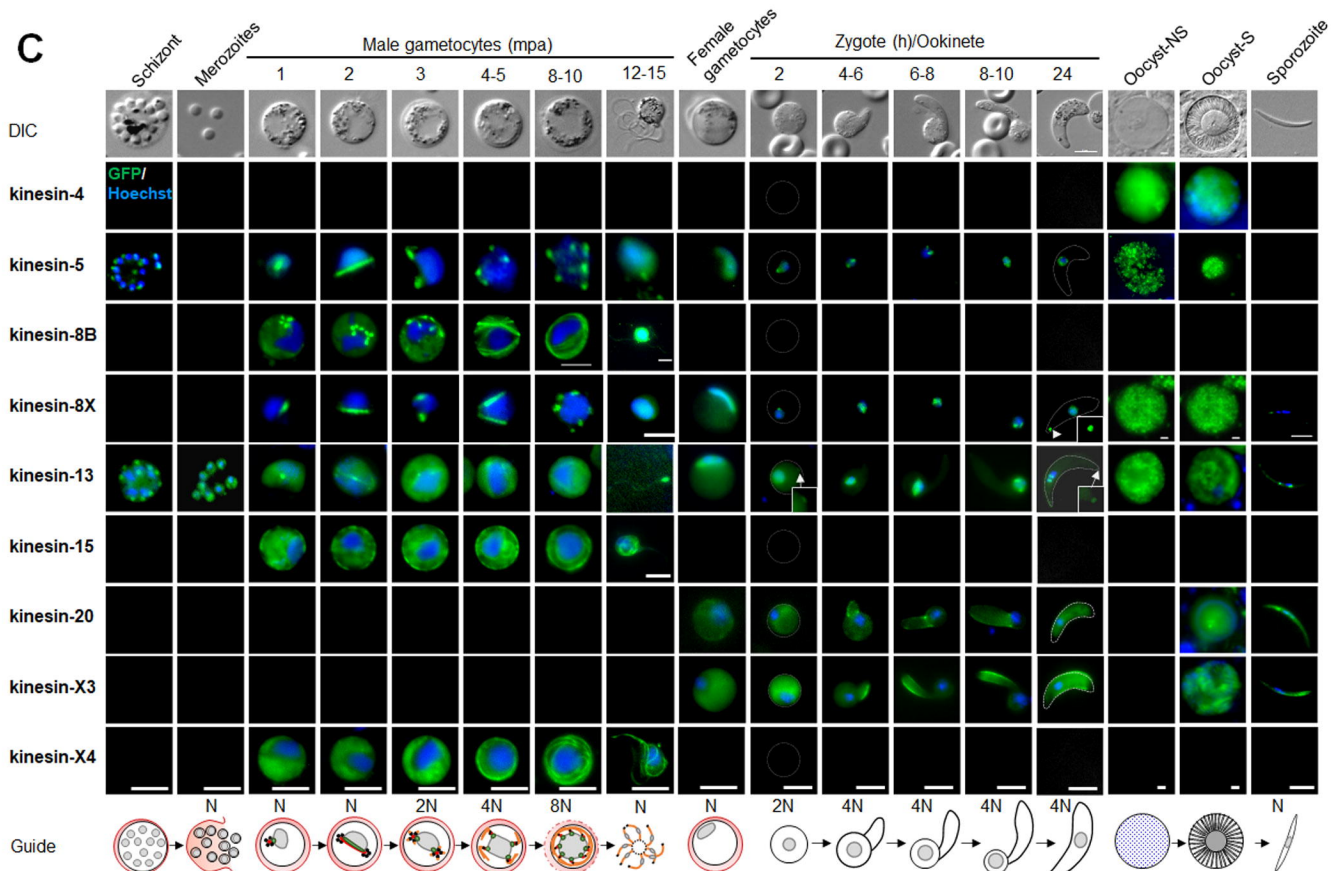 C
Schizont
Merozoites
Male gametocytes (mpa)
Female gametocytes
Zygote (h)/Ookinete
Oocyst-NS
Oocyst-S
Sporozoite
1 2 3 4-5 8-10 12-15 2 4-6 6-8 8-10 24
DIC
GFP/
Hoechst
kinesin-4
kinesin-5
kinesin-8B
kinesin-8X
kinesin-13
kinesin-15
kinesin-20
kinesin-X3
kinesin-X4
N N N 2N 4N 8N N N 2N 4N 4N 4N 4N N
Guide